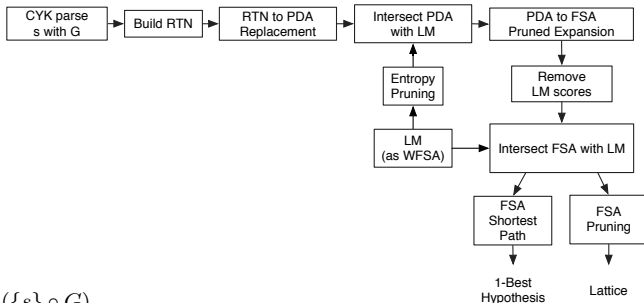 CYK parse
s with G
Build RTN
RTN to PDA
Replacement
Intersect PDA
with LM
PDA to FSA
Pruned Expansion
Entropy
Pruning
Remove
LM scores
LM
(as WFSA)
Intersect FSA with LM
FSA
Shortest
Path
FSA
Pruning
1-Best
Hypothesis
Lattice
({s} ∘ G)